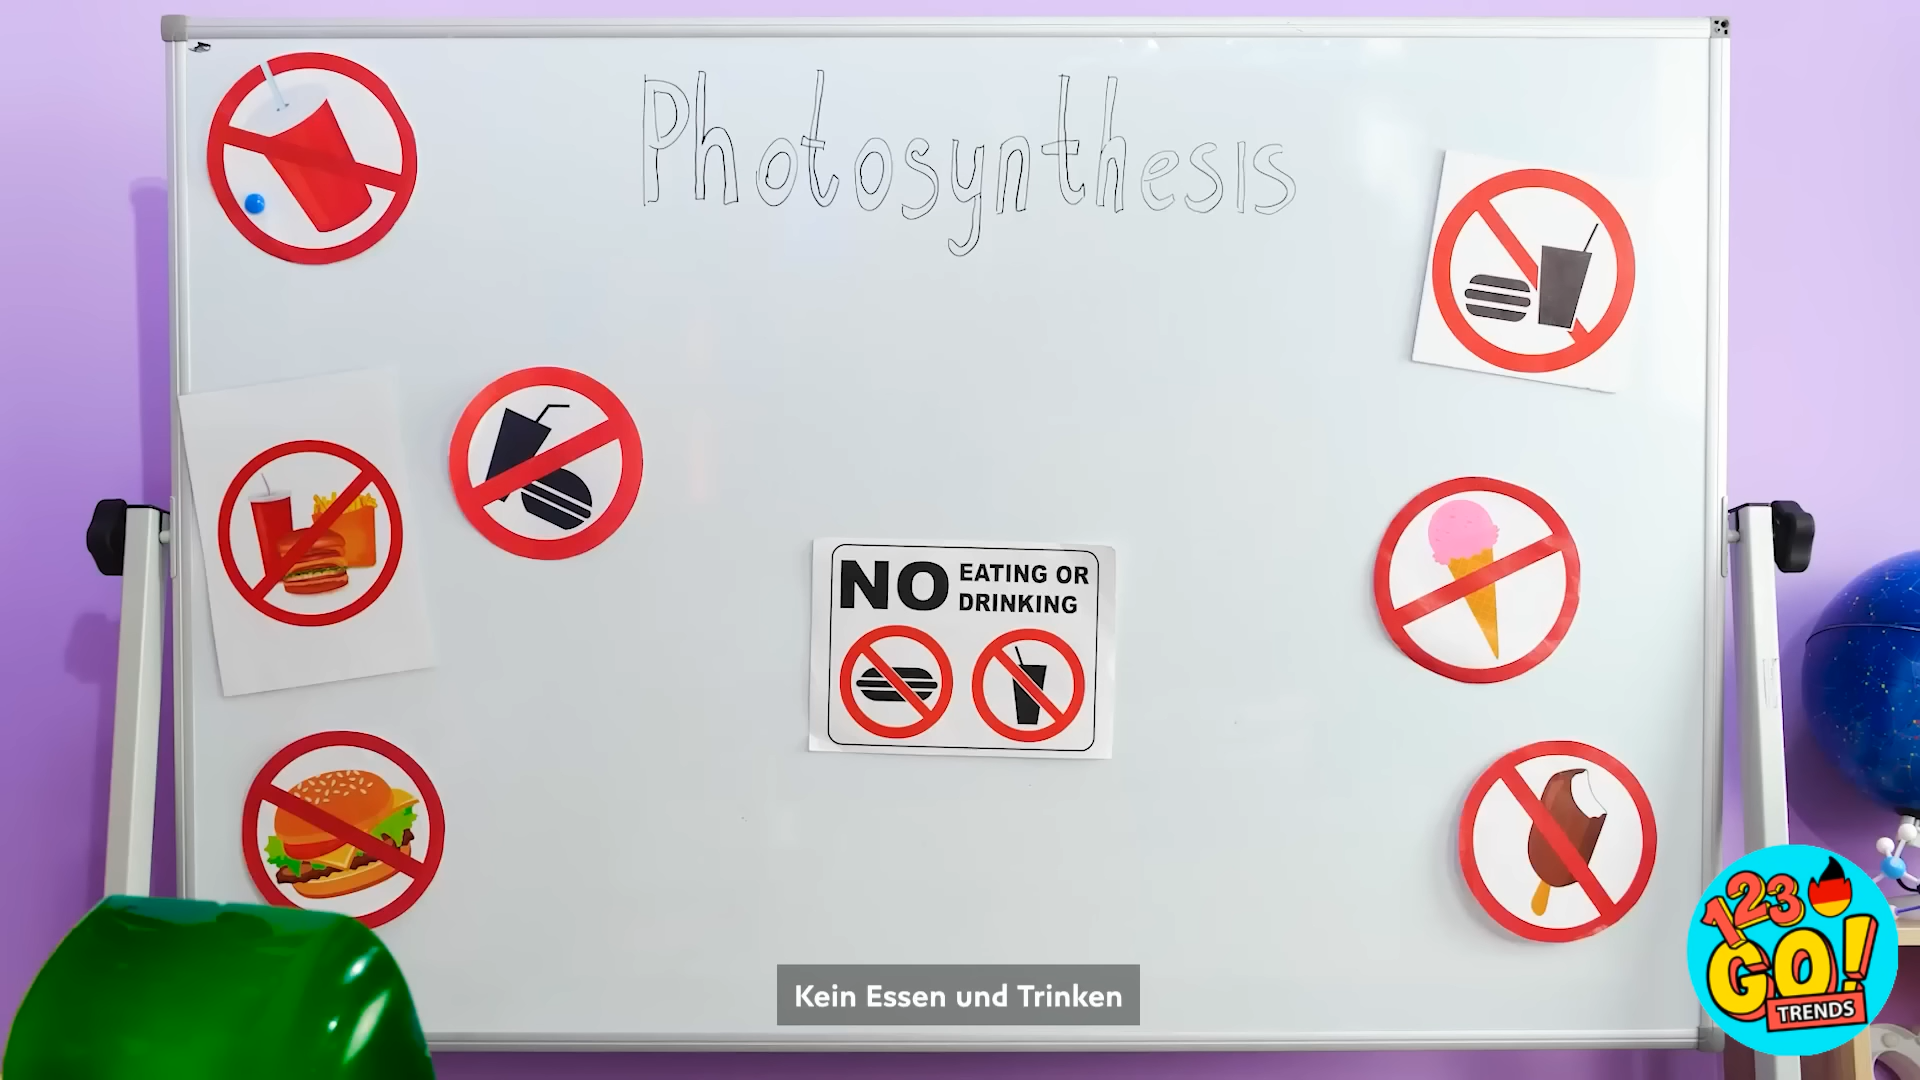 Photosynthesis
NO EATING OR
DRINKING
Kein Essen und Trinken
123
GO!
TRENDS